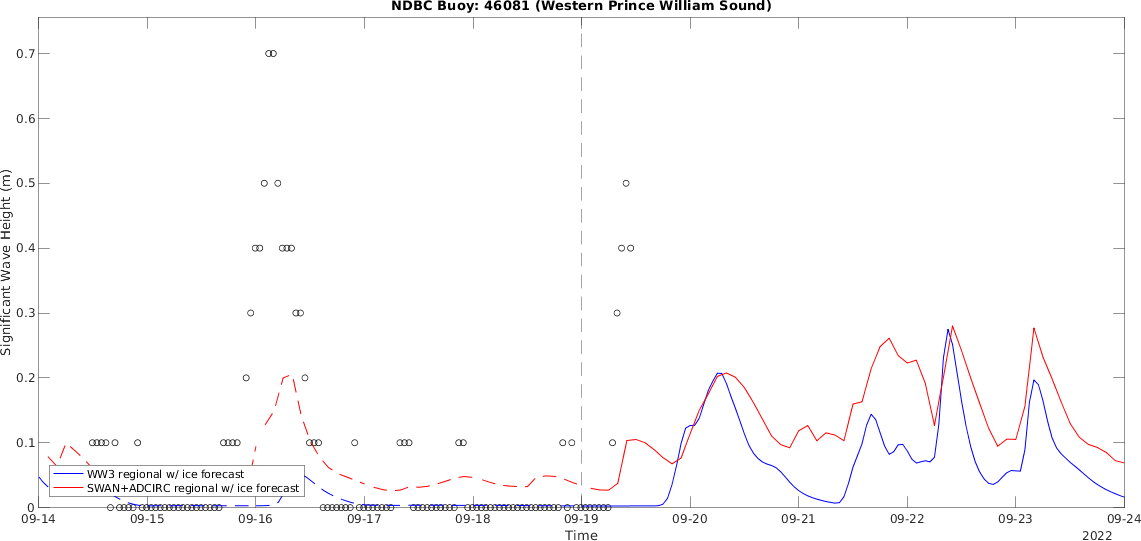 NDBC Buoy: 46081 (Western Prince William Sound)
Significant Wave Height (m)
0.7
0.6
0.5
0.4
0.3
0.2
0.1
0
WW3 regional w/ ice forecast
SWAN+ADCIRC regional w/ ice forecast
09-14 09-15 09-16 09-17 09-18 09-19 09-20 09-21 09-22 09-23 09-24
Time
2022